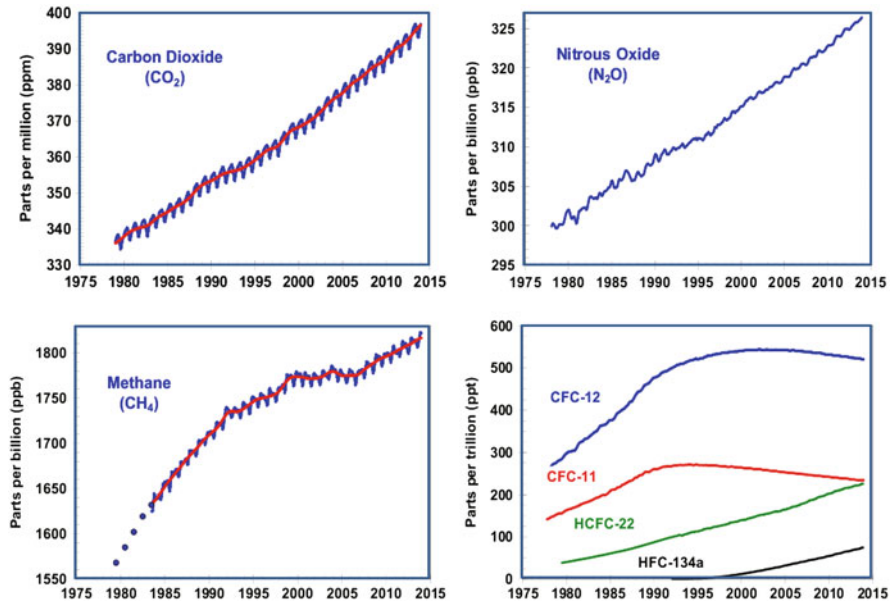 400
390
380
370
360
350
340
330
Parts per million (ppm)
Carbon Dioxide
(CO₂)
1975 1980 1985 1990 1995 2000 2005 2010 2015
325
320
315
310
305
300
295
Parts per billion (ppb)
Nitrous Oxide
(N₂O)
1975 1980 1985 1990 1995 2000 2005 2010 2015
1800
1750
1700
1650
1600
1550
Parts per billion (ppb)
Methane
(CH₄)
1975 1980 1985 1990 1995 2000 2005 2010 2015
600
500
400
300
200
100
0
Parts per trillion (ppt)
CFC-12
CFC-11
HCFC-22
HFC-134a
1975 1980 1985 1990 1995 2000 2005 2010 2015